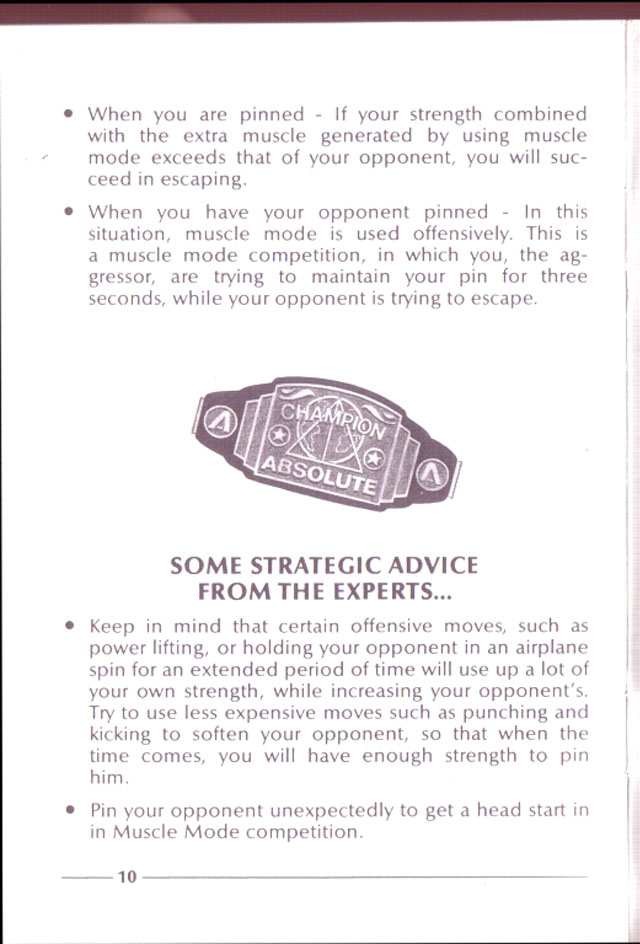 • When you are pinned - If your strength combined
with the extra muscle generated by using muscle
mode exceeds that of your opponent, you will suc-
ceed in escaping.
• When you have your opponent pinned - In this
situation, muscle mode is used offensively. This is
a muscle mode competition, in which you, the ag-
gressor, are trying to maintain your pin for three
seconds, while your opponent is trying to escape.
CHAMPION
ABSOLUTE
SOME STRATEGIC ADVICE
FROM THE EXPERTS...
• Keep in mind that certain offensive moves, such as
power lifting, or holding your opponent in an airplane
spin for an extended period of time will use up a lot of
your own strength, while increasing your opponent's.
Try to use less expensive moves such as punching and
kicking to soften your opponent, so that when the
time comes, you will have enough strength to pin
him.
• Pin your opponent unexpectedly to get a head start in
in Muscle Mode competition.
10